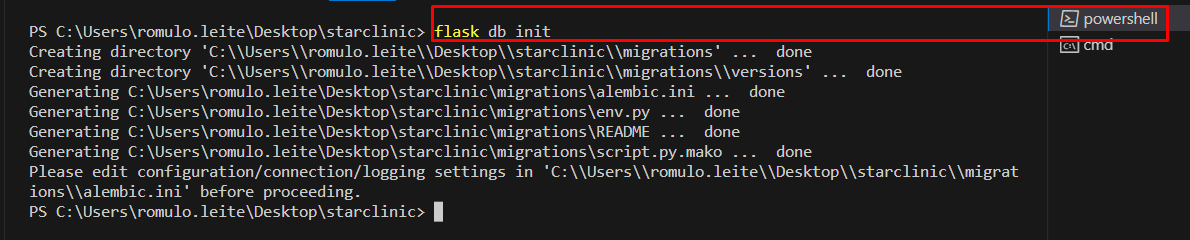 PS C:\Users\romulo.leite\Desktop\starclinic> flask db init
Creating directory 'C:\\Users\\romulo.leite\\Desktop\\starclinic\\migrations' ...  done
Creating directory 'C:\\Users\\romulo.leite\\Desktop\\starclinic\\migrations\\versions' ...  done
Generating C:\Users\romulo.leite\Desktop\starclinic\migrations\alembic.ini ...  done
Generating C:\Users\romulo.leite\Desktop\starclinic\migrations\env.py ...  done
Generating C:\Users\romulo.leite\Desktop\starclinic\migrations\README ...  done
Generating C:\Users\romulo.leite\Desktop\starclinic\migrations\script.py.mako ...  done
Please edit configuration/connection/logging settings in 'C:\\Users\\romulo.leite\\Desktop\\starclinic\\migrat
ions\\alembic.ini' before proceeding.
PS C:\Users\romulo.leite\Desktop\starclinic>
powershell
cmd